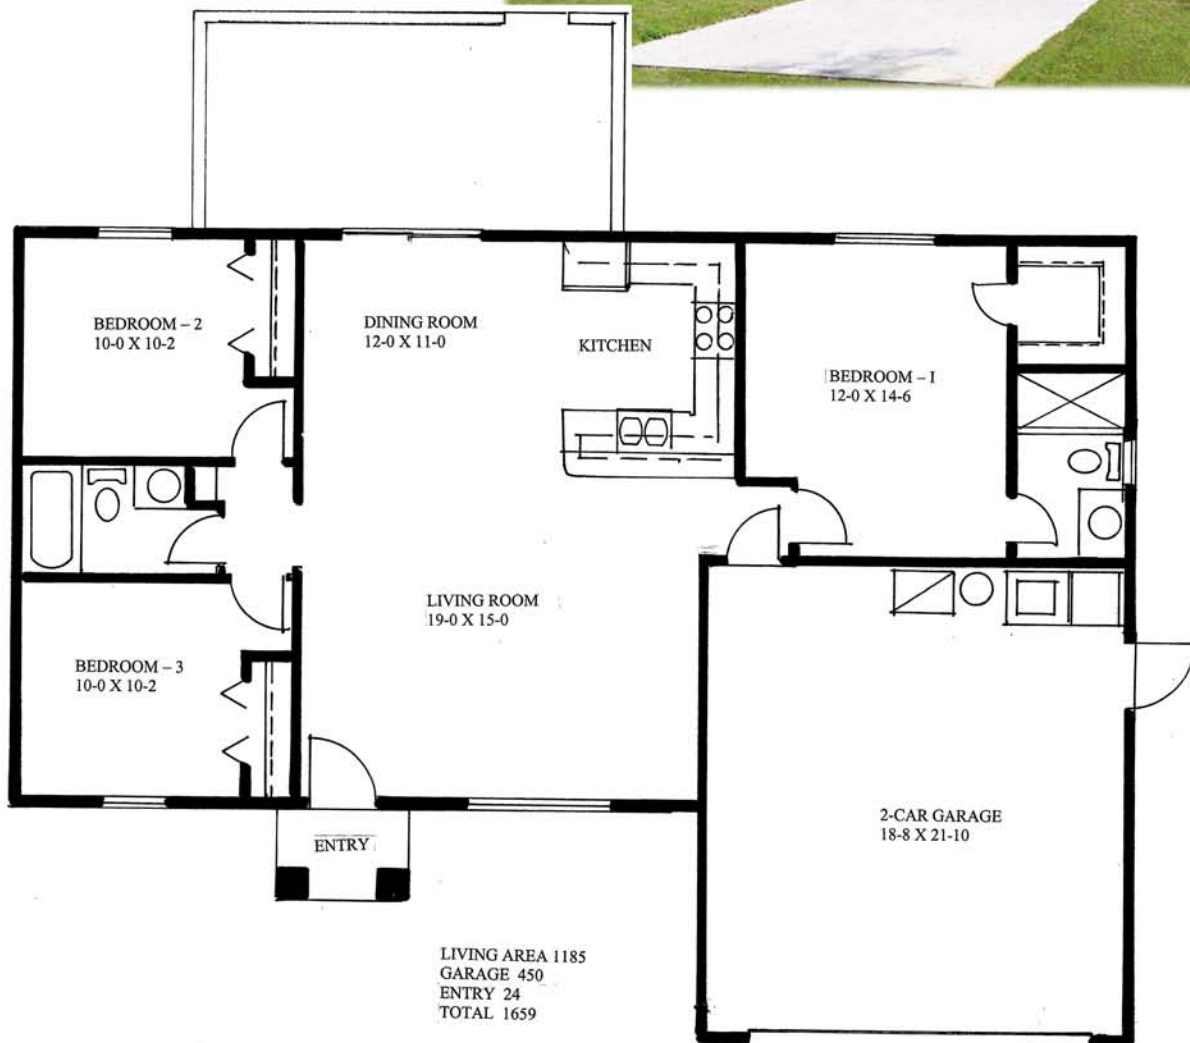 BEDROOM – 2
10-0 X 10-2
DINING ROOM
12-0 X 11-0
KITCHEN
BEDROOM – I
12-0 X 14-6
LIVING ROOM
19-0 X 15-0
BEDROOM – 3
10-0 X 10-2
2-CAR GARAGE
18-8 X 21-10
ENTRY
LIVING AREA 1185
GARAGE 450
ENTRY 24
TOTAL 1659